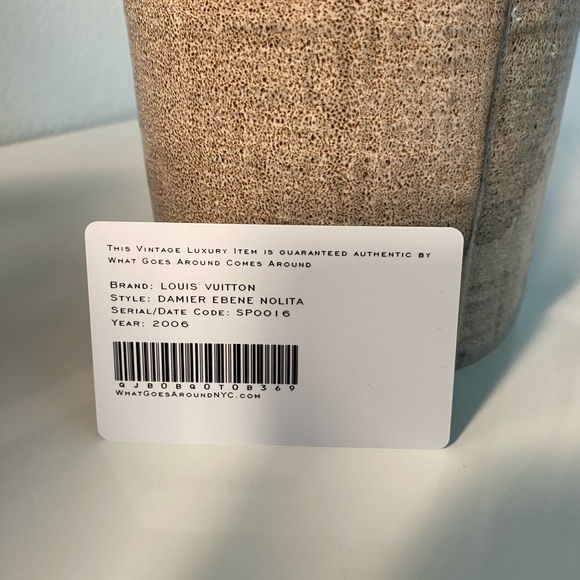 This Vintage Luxury Item is guaranteed authentic by
What Goes Around Comes Around
Brand: LOUIS VUITTON
Style: DAMIER EBENE NOLITA
Serial/Date Code: SP0016
Year: 2006
QJB0BQ0T0B369
WhatGoesAroundNYC.com